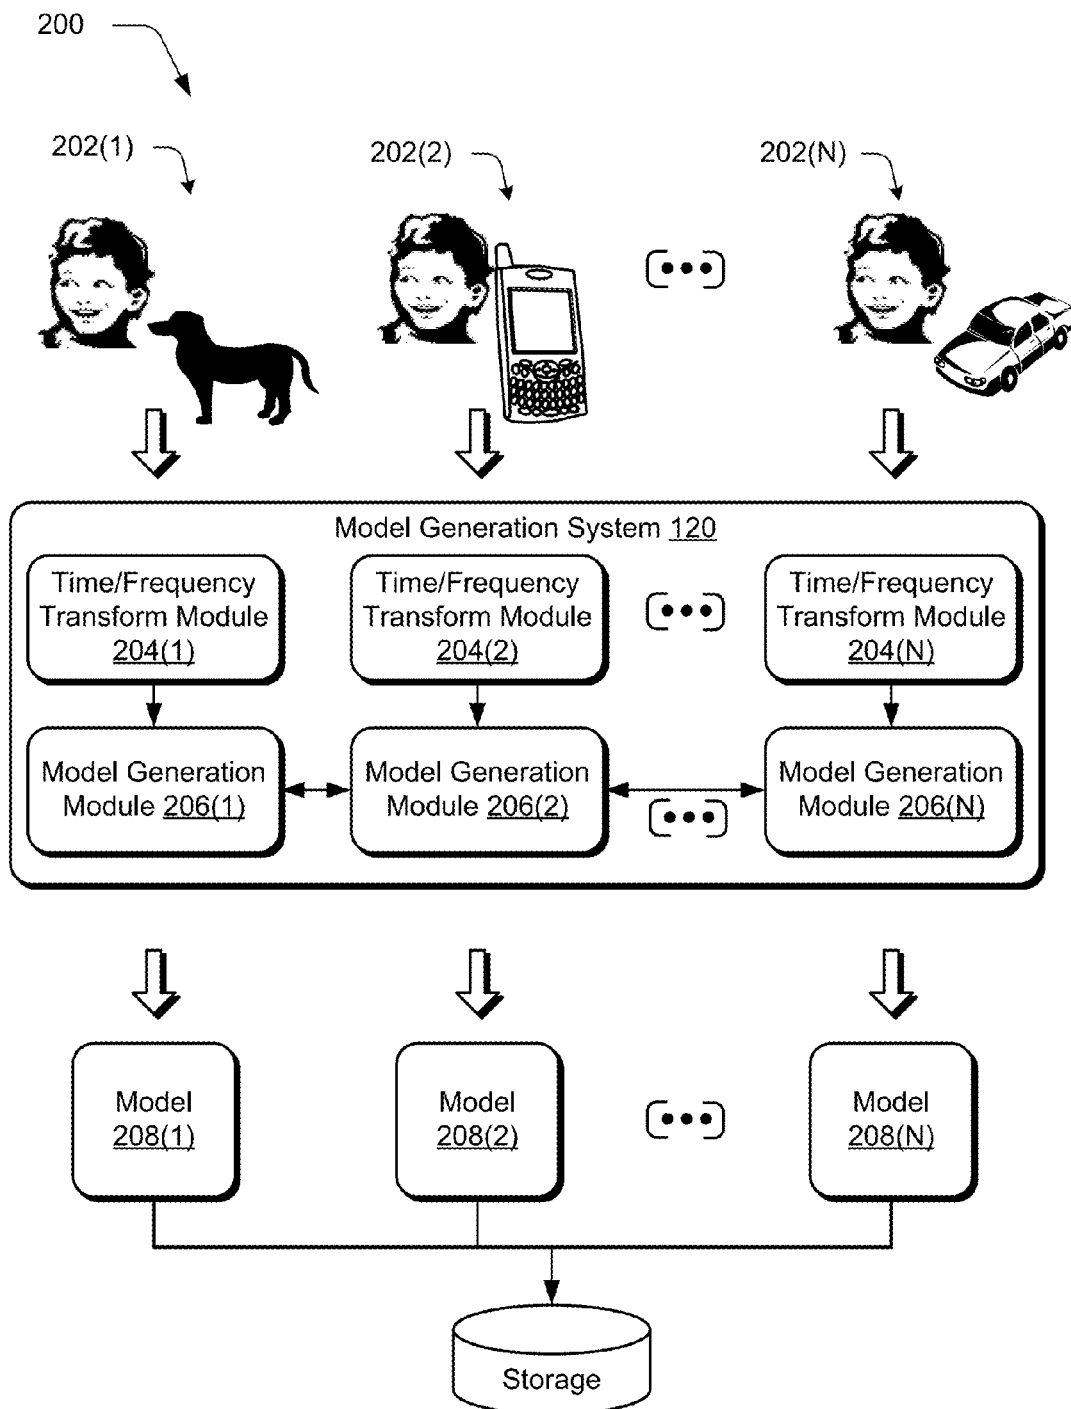 200
202(1)
202(2)
202(N)
Model Generation System 120
Time/Frequency
Transform Module
204(1)
Time/Frequency
Transform Module
204(2)
Time/Frequency
Transform Module
204(N)
Model Generation
Module 206(1)
Model Generation
Module 206(2)
Model Generation
Module 206(N)
Model
208(1)
Model
208(2)
Model
208(N)
Storage